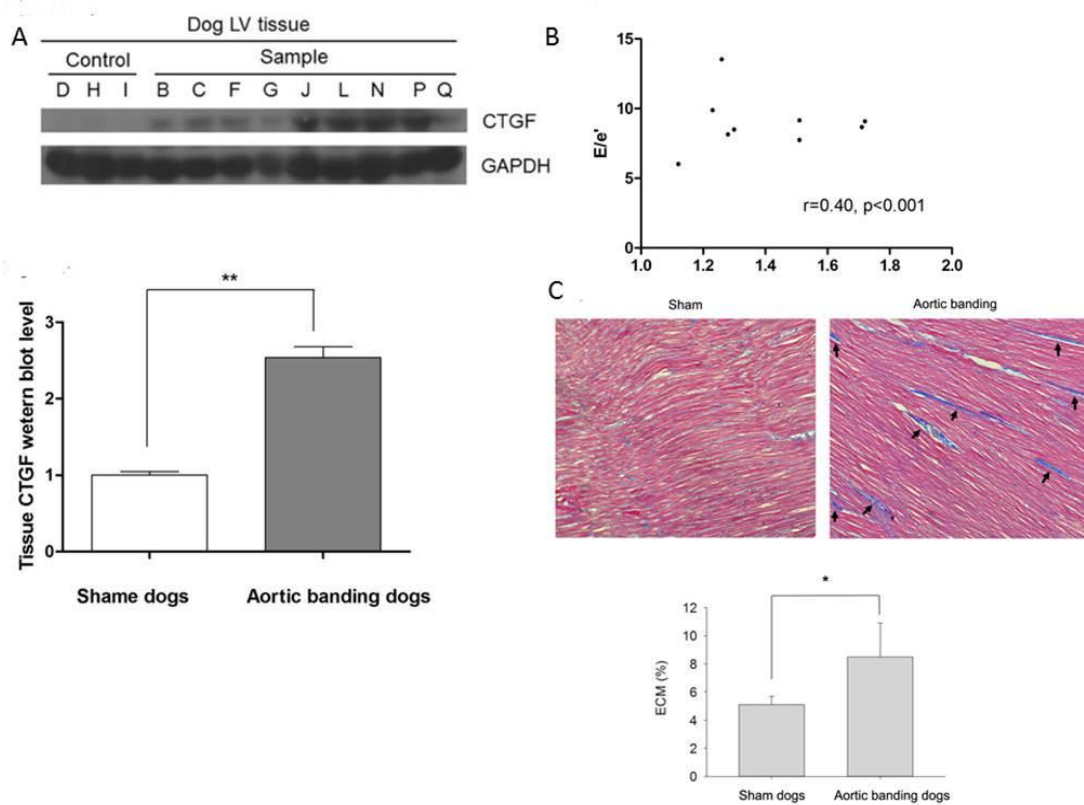 A
Dog LV tissue
Control Sample
D H I B C F G J L N P Q
CTGF
GAPDH
Tissue CTGF wetern blot level
3
2
1
0
**
Shame dogs Aortic banding dogs
B
E/e'
15
10
5
0
r=0.40, p<0.001
1.0 1.2 1.4 1.6 1.8 2.0
C
Sham Aortic banding
*
ECM (%)
12
10
8
6
4
2
0
Sham dogs Aortic banding dogs